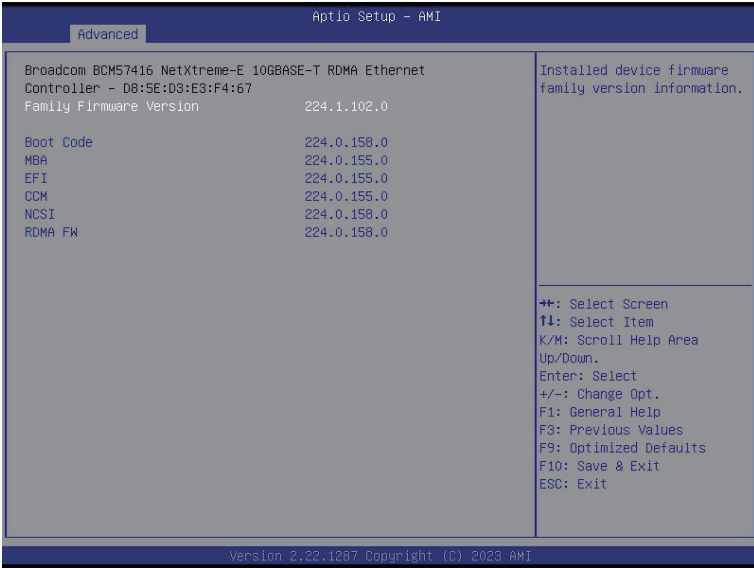 Aptio Setup - AMI
Advanced
Broadcom BCM57416 NetXtreme-E 10GBASE-T RDMA Ethernet
Controller - D8:5E:D3:E3:F4:67
Family Firmware Version 224.1.102.0
Boot Code 224.0.158.0
MBA 224.0.155.0
EFI 224.0.155.0
CCM 224.0.155.0
NCSI 224.0.158.0
RDMA FW 224.0.158.0
Installed device firmware
family version information.
→←: Select Screen
↑↓: Select Item
K/M: Scroll Help Area
Up/Down.
Enter: Select
+/-: Change Opt.
F1: General Help
F3: Previous Values
F9: Optimized Defaults
F10: Save & Exit
ESC: Exit
Version 2.22.1287 Copyright (C) 2023 AMI